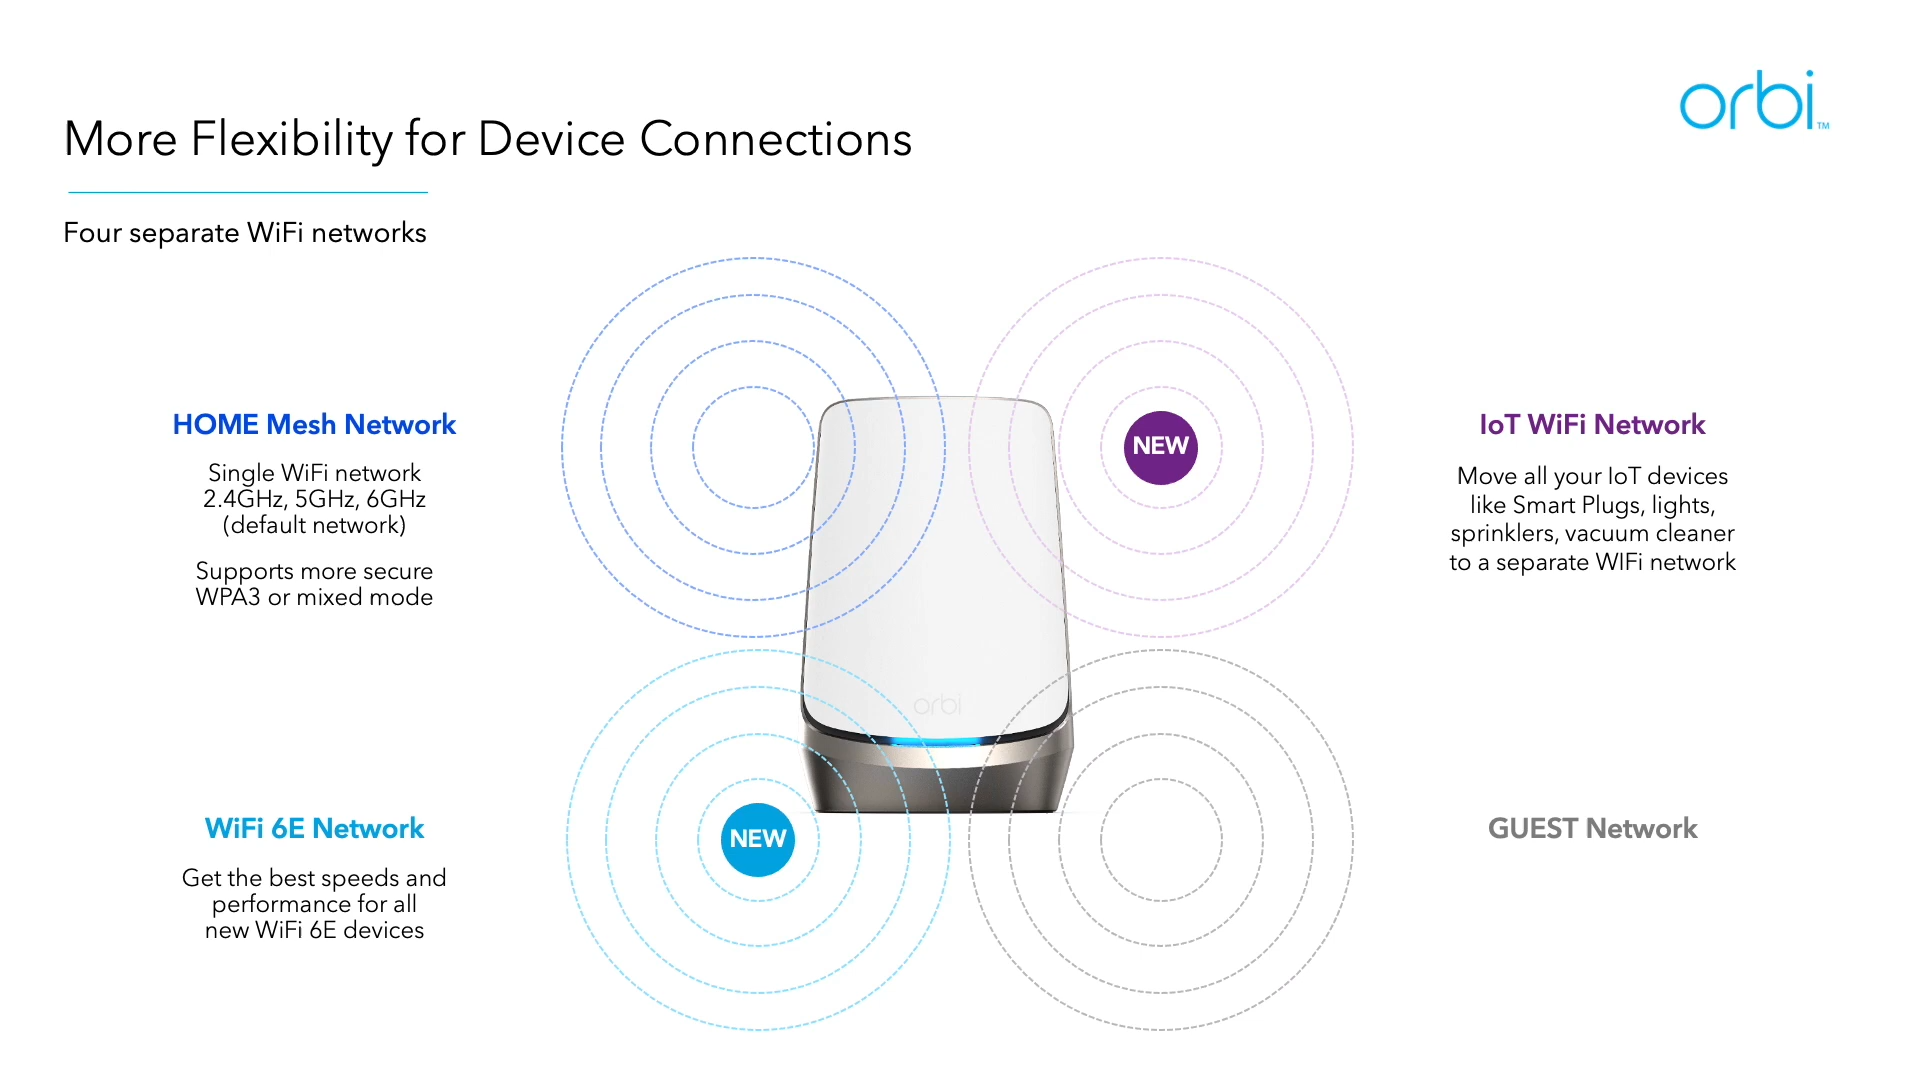 orbi™
More Flexibility for Device Connections
Four separate WiFi networks
HOME Mesh Network
Single WiFi network
2.4GHz, 5GHz, 6GHz
(default network)
Supports more secure
WPA3 or mixed mode
NEW
IoT WiFi Network
Move all your IoT devices
like Smart Plugs, lights,
sprinklers, vacuum cleaner
to a separate WIFi network
orbi
WiFi 6E Network
Get the best speeds and
performance for all
new WiFi 6E devices
NEW
GUEST Network